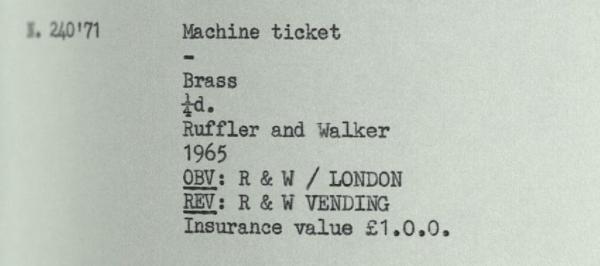 N. 240'71
Machine ticket
-
Brass
¼d.
Ruffler and Walker
1965
OBV: R & W / LONDON
REV: R & W VENDING
Insurance value £1.0.0.